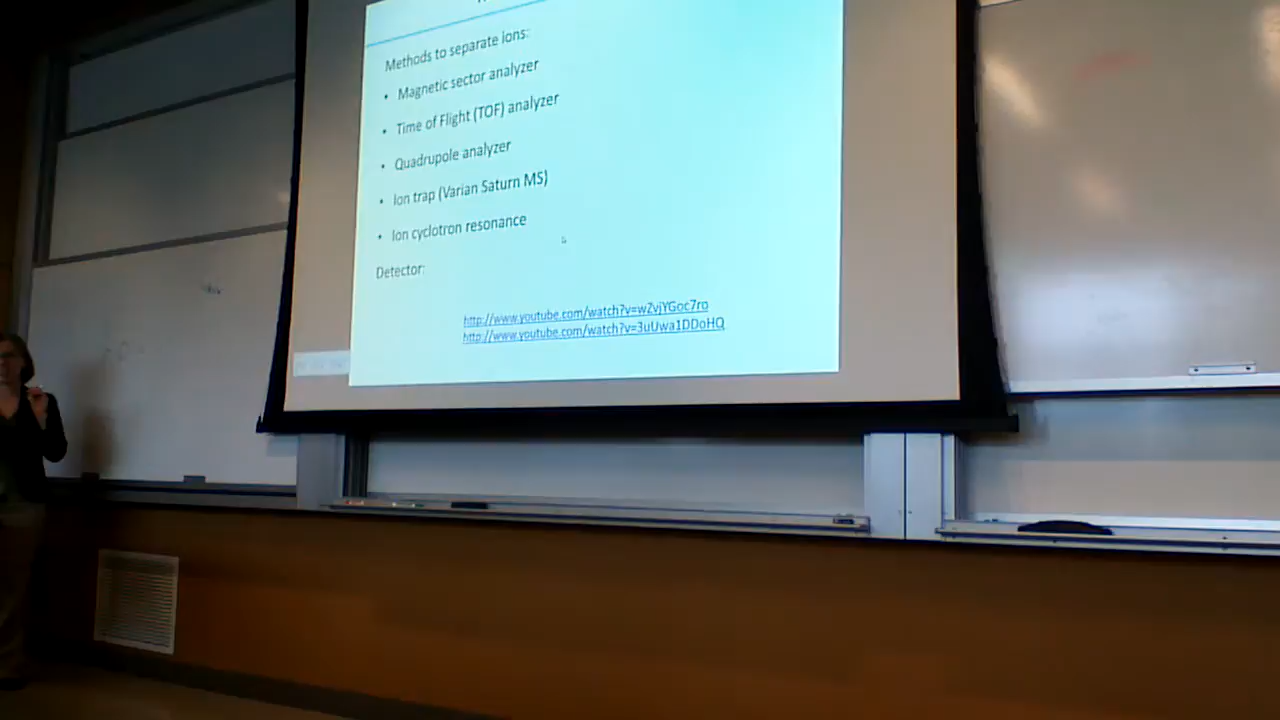 Methods to separate ions:
• Magnetic sector analyzer
• Time of Flight (TOF) analyzer
• Quadrupole analyzer
• Ion trap (Varian Saturn MS)
• Ion cyclotron resonance
Detector:
http://www.youtube.com/watch?v=wZvjYGoc7ro
http://www.youtube.com/watch?v=3uUwa1DDoHQ